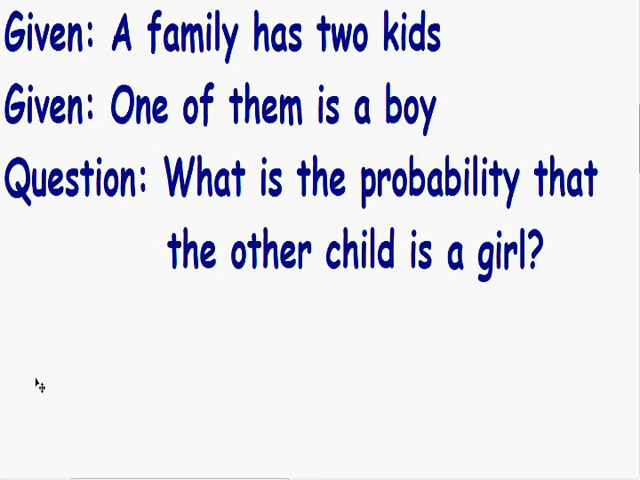 Given: A family has two kids
Given: One of them is a boy
Question: What is the probability that
the other child is a girl?